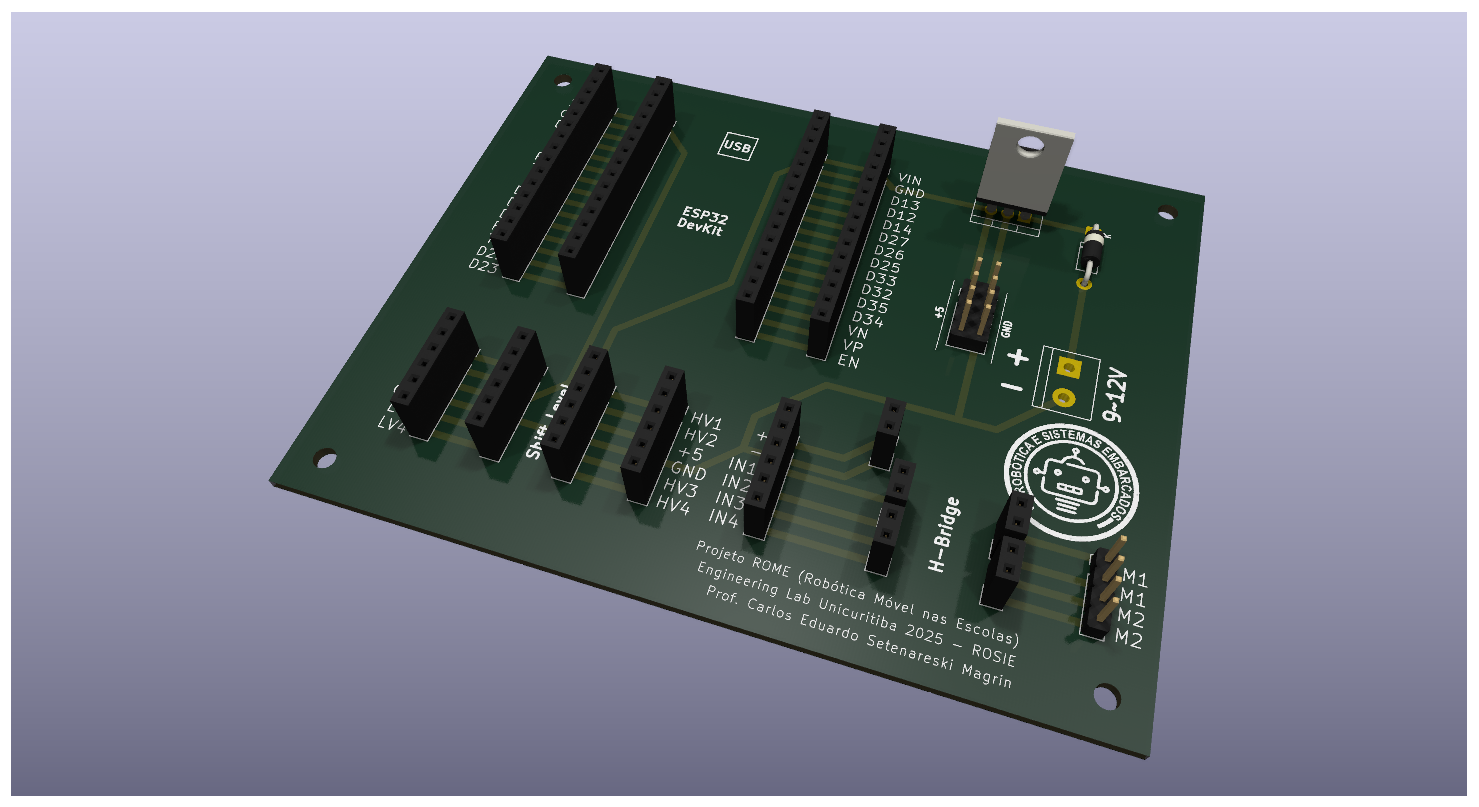 USB
ESP32
DevKit
D23
VIN
GND
D13
D12
D14
D27
D26
D25
D33
D32
D35
D34
VN
VP
EN
+5
GND
+
−
9~12V
LV4
HV1
HV2
+5
GND
HV3
HV4
+
IN1
IN2
IN3
IN4
H−Bridge
ROBÓTICA E SISTEMAS EMBARCADOS
M1
M1
M2
M2
Projeto ROME (Robótica Móvel nas Escolas)
Engineering Lab Unicuritiba 2025 − ROSIE
Prof. Carlos Eduardo Setenareski Magrin